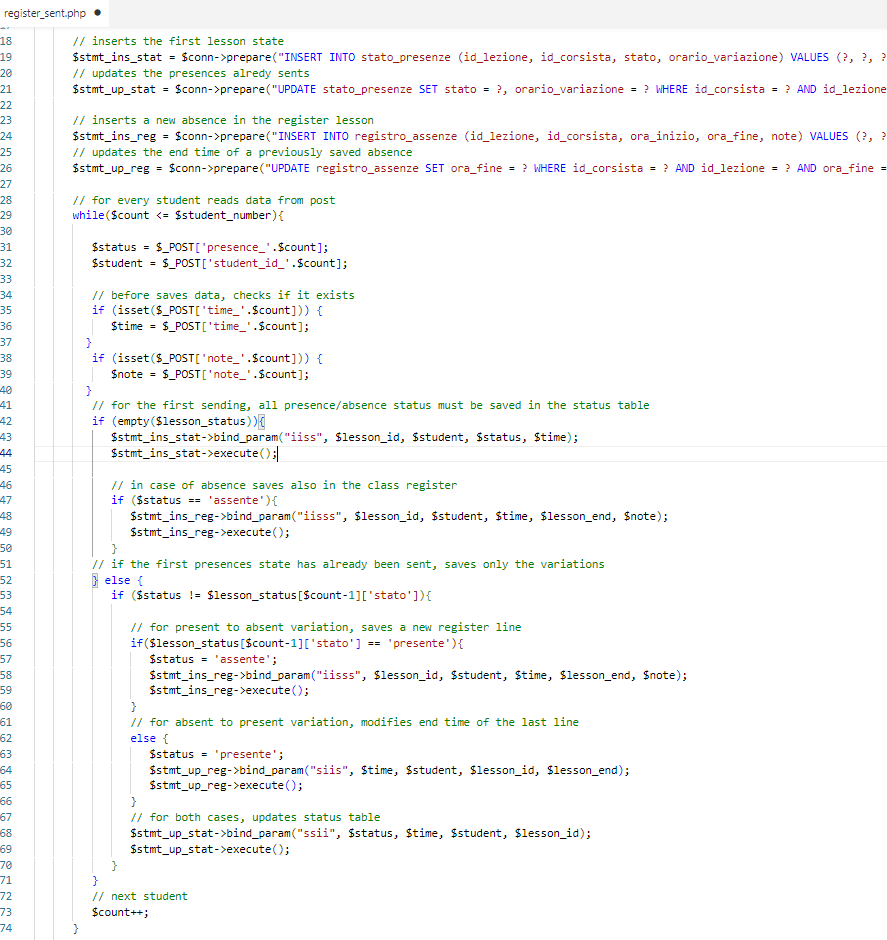 register_sent.php ●
18 // inserts the first lesson state
19 $stmt_ins_stat = $conn->prepare("INSERT INTO stato_presenze (id_lezione, id_corsista, stato, orario_variazione) VALUES (?, ?, ?
20 // updates the presences alredy sents
21 $stmt_up_stat = $conn->prepare("UPDATE stato_presenze SET stato = ?, orario_variazione = ? WHERE id_corsista = ? AND id_lezione
22
23 // inserts a new absence in the register lesson
24 $stmt_ins_reg = $conn->prepare("INSERT INTO registro_assenze (id_lezione, id_corsista, ora_inizio, ora_fine, note) VALUES (?, ?
25 // updates the end time of a previously saved absence
26 $stmt_up_reg = $conn->prepare("UPDATE registro_assenze SET ora_fine = ? WHERE id_corsista = ? AND id_lezione = ? AND ora_fine =
27
28 // for every student reads data from post
29 while($count <= $student_number){
30
31 $status = $_POST['presence_'.$count];
32 $student = $_POST['student_id_'.$count];
33
34 // before saves data, checks if it exists
35 if (isset($_POST['time_'.$count])) {
36 $time = $_POST['time_'.$count];
37 }
38 if (isset($_POST['note_'.$count])) {
39 $note = $_POST['note_'.$count];
40 }
41 // for the first sending, all presence/absence status must be saved in the status table
42 if (empty($lesson_status)){
43 $stmt_ins_stat->bind_param("iiss", $lesson_id, $student, $status, $time);
44 $stmt_ins_stat->execute();
45
46 // in case of absence saves also in the class register
47 if ($status == 'assente'){
48 $stmt_ins_reg->bind_param("iisss", $lesson_id, $student, $time, $lesson_end, $note);
49 $stmt_ins_reg->execute();
50 }
51 // if the first presences state has already been sent, saves only the variations
52 } else {
53 if ($status != $lesson_status[$count-1]['stato']){
54
55 // for present to absent variation, saves a new register line
56 if($lesson_status[$count-1]['stato'] == 'presente'){
57 $status = 'assente';
58 $stmt_ins_reg->bind_param("iisss", $lesson_id, $student, $time, $lesson_end, $note);
59 $stmt_ins_reg->execute();
60 }
61 // for absent to present variation, modifies end time of the last line
62 else {
63 $status = 'presente';
64 $stmt_up_reg->bind_param("siis", $time, $student, $lesson_id, $lesson_end);
65 $stmt_up_reg->execute();
66 }
67 // for both cases, updates status table
68 $stmt_up_stat->bind_param("ssii", $status, $time, $student, $lesson_id);
69 $stmt_up_stat->execute();
70 }
71 }
72 // next student
73 $count++;
74 }